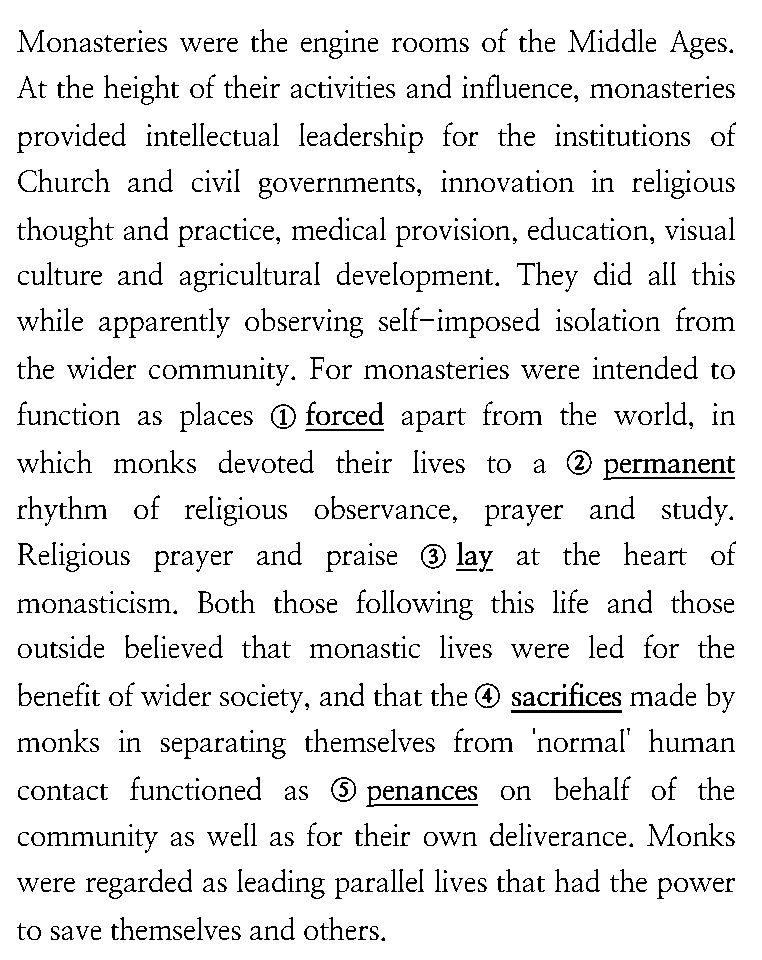 Monasteries were the engine rooms of the Middle Ages.
At the height of their activities and influence, monasteries
provided intellectual leadership for the institutions of
Church and civil governments, innovation in religious
thought and practice, medical provision, education, visual
culture and agricultural development. They did all this
while apparently observing self-imposed isolation from
the wider community. For monasteries were intended to
function as places ① forced apart from the world, in
which monks devoted their lives to a ② permanent
rhythm of religious observance, prayer and study.
Religious prayer and praise ③ lay at the heart of
monasticism. Both those following this life and those
outside believed that monastic lives were led for the
benefit of wider society, and that the ④ sacrifices made by
monks in separating themselves from 'normal' human
contact functioned as ⑤ penances on behalf of the
community as well as for their own deliverance. Monks
were regarded as leading parallel lives that had the power
to save themselves and others.